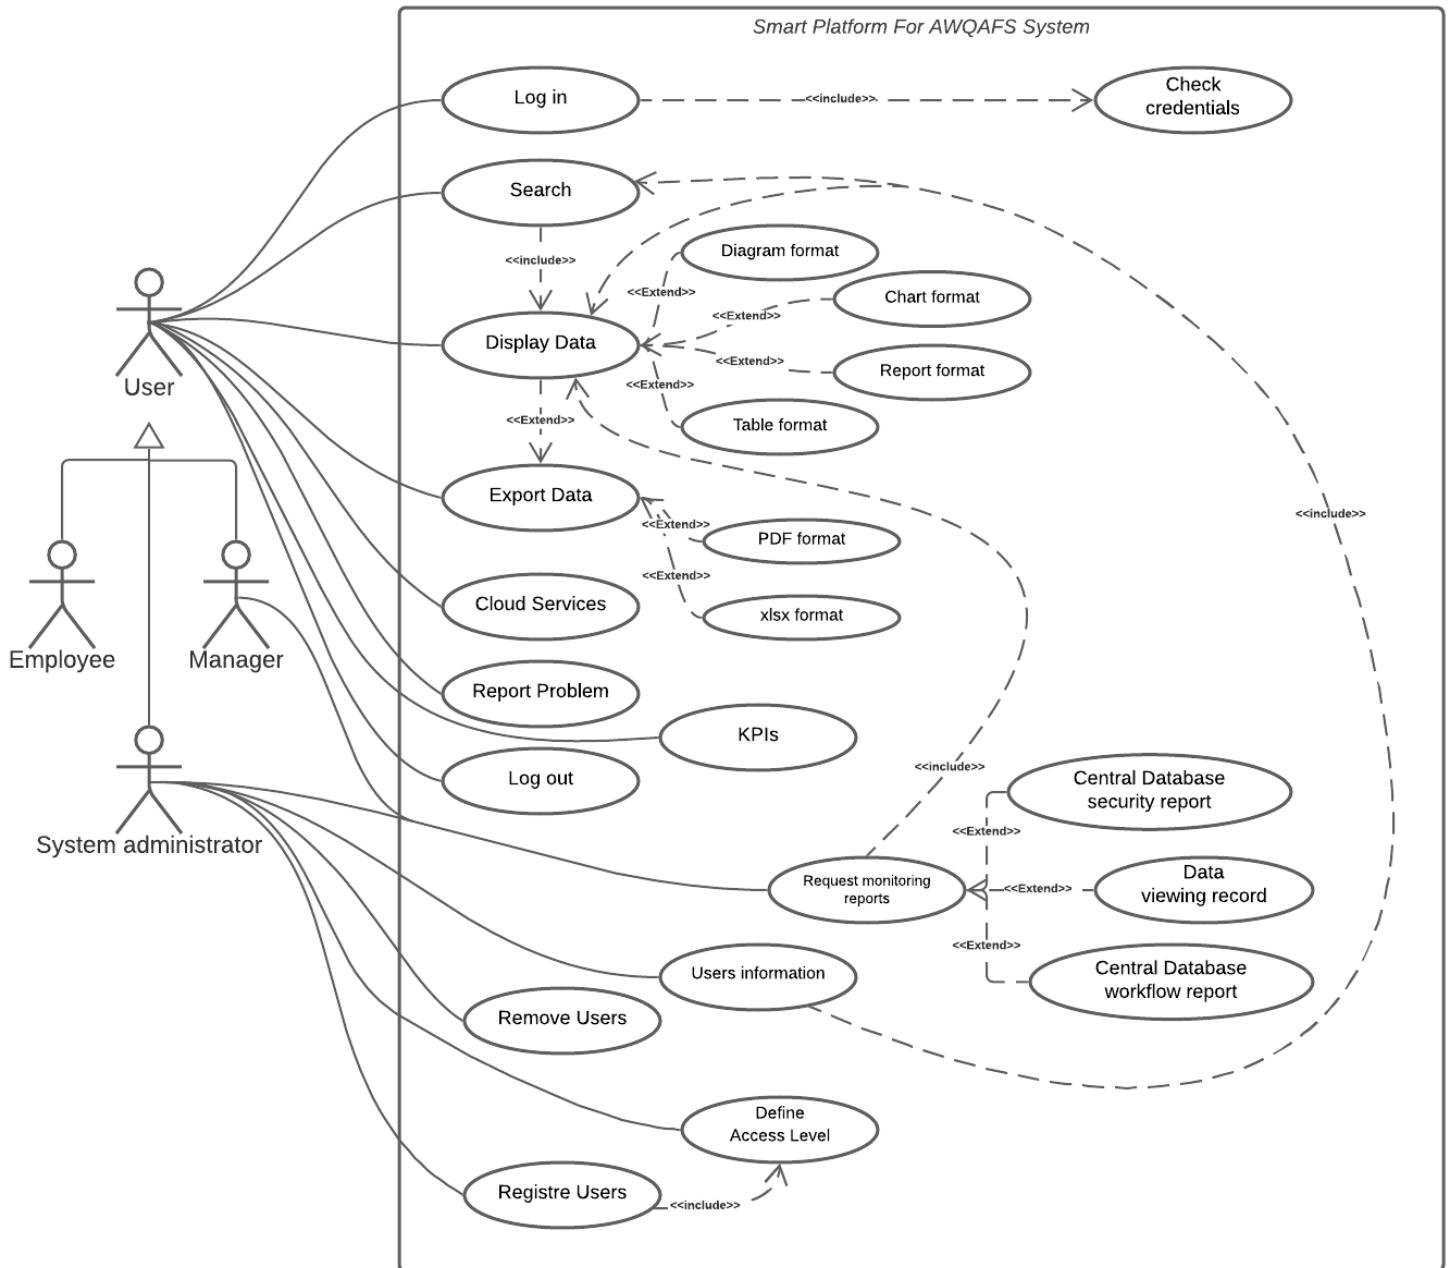 Smart Platform For AWQAFS System
Log in
<<include>>
Check
credentials
Search
<<include>>
Diagram format
<<Extend>>
Chart format
<<Extend>>
Display Data
<<Extend>>
Report format
<<Extend>>
Table format
User
<<Extend>>
Export Data
<<Extend>>
PDF format
<<include>>
<<Extend>>
xlsx format
Cloud Services
Employee
Manager
Report Problem
KPIs
Log out
<<include>>
Central Database
security report
<<Extend>>
System administrator
Request monitoring
reports
<<Extend>>
Data
viewing record
<<Extend>>
Central Database
workflow report
Users information
Remove Users
Define
Access Level
Registre Users
<<include>>